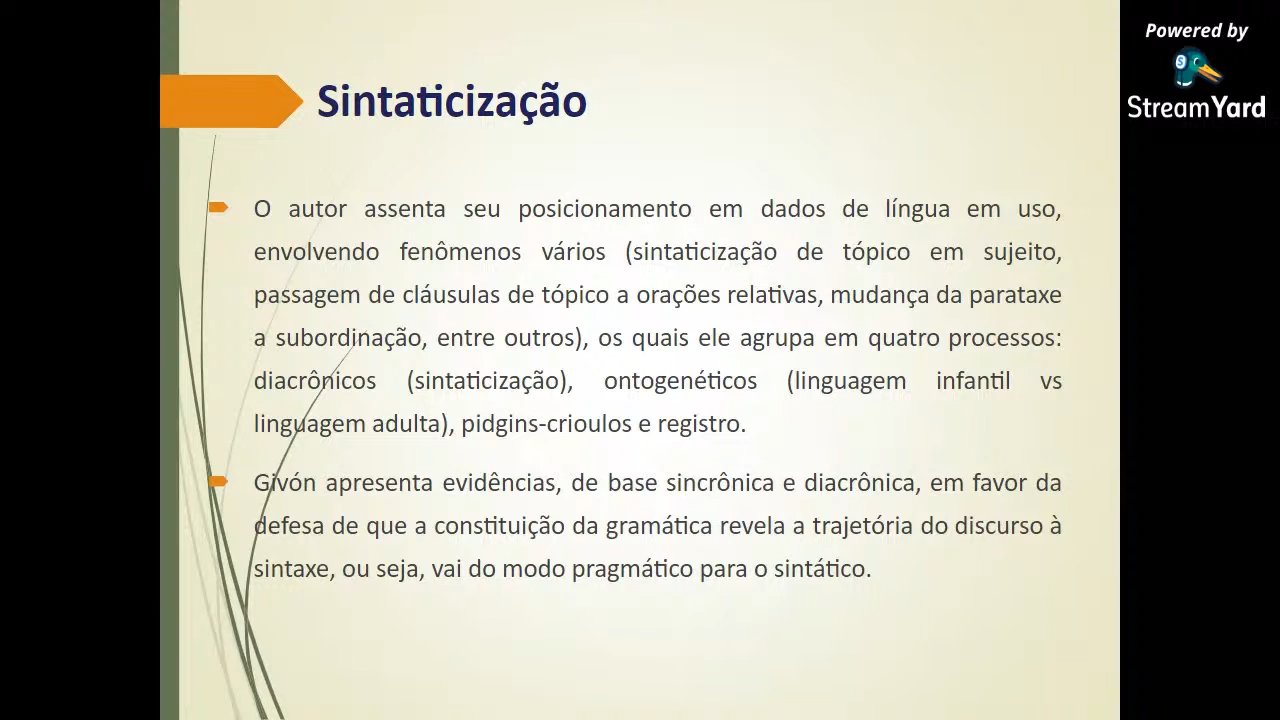 Powered by
StreamYard
Sintaticização
O autor assenta seu posicionamento em dados de língua em uso,
envolvendo fenômenos vários (sintaticização de tópico em sujeito,
passagem de cláusulas de tópico a orações relativas, mudança da parataxe
a subordinação, entre outros), os quais ele agrupa em quatro processos:
diacrônicos (sintaticização), ontogenéticos (linguagem infantil vs
linguagem adulta), pidgins-crioulos e registro.
Givón apresenta evidências, de base sincrônica e diacrônica, em favor da
defesa de que a constituição da gramática revela a trajetória do discurso à
sintaxe, ou seja, vai do modo pragmático para o sintático.